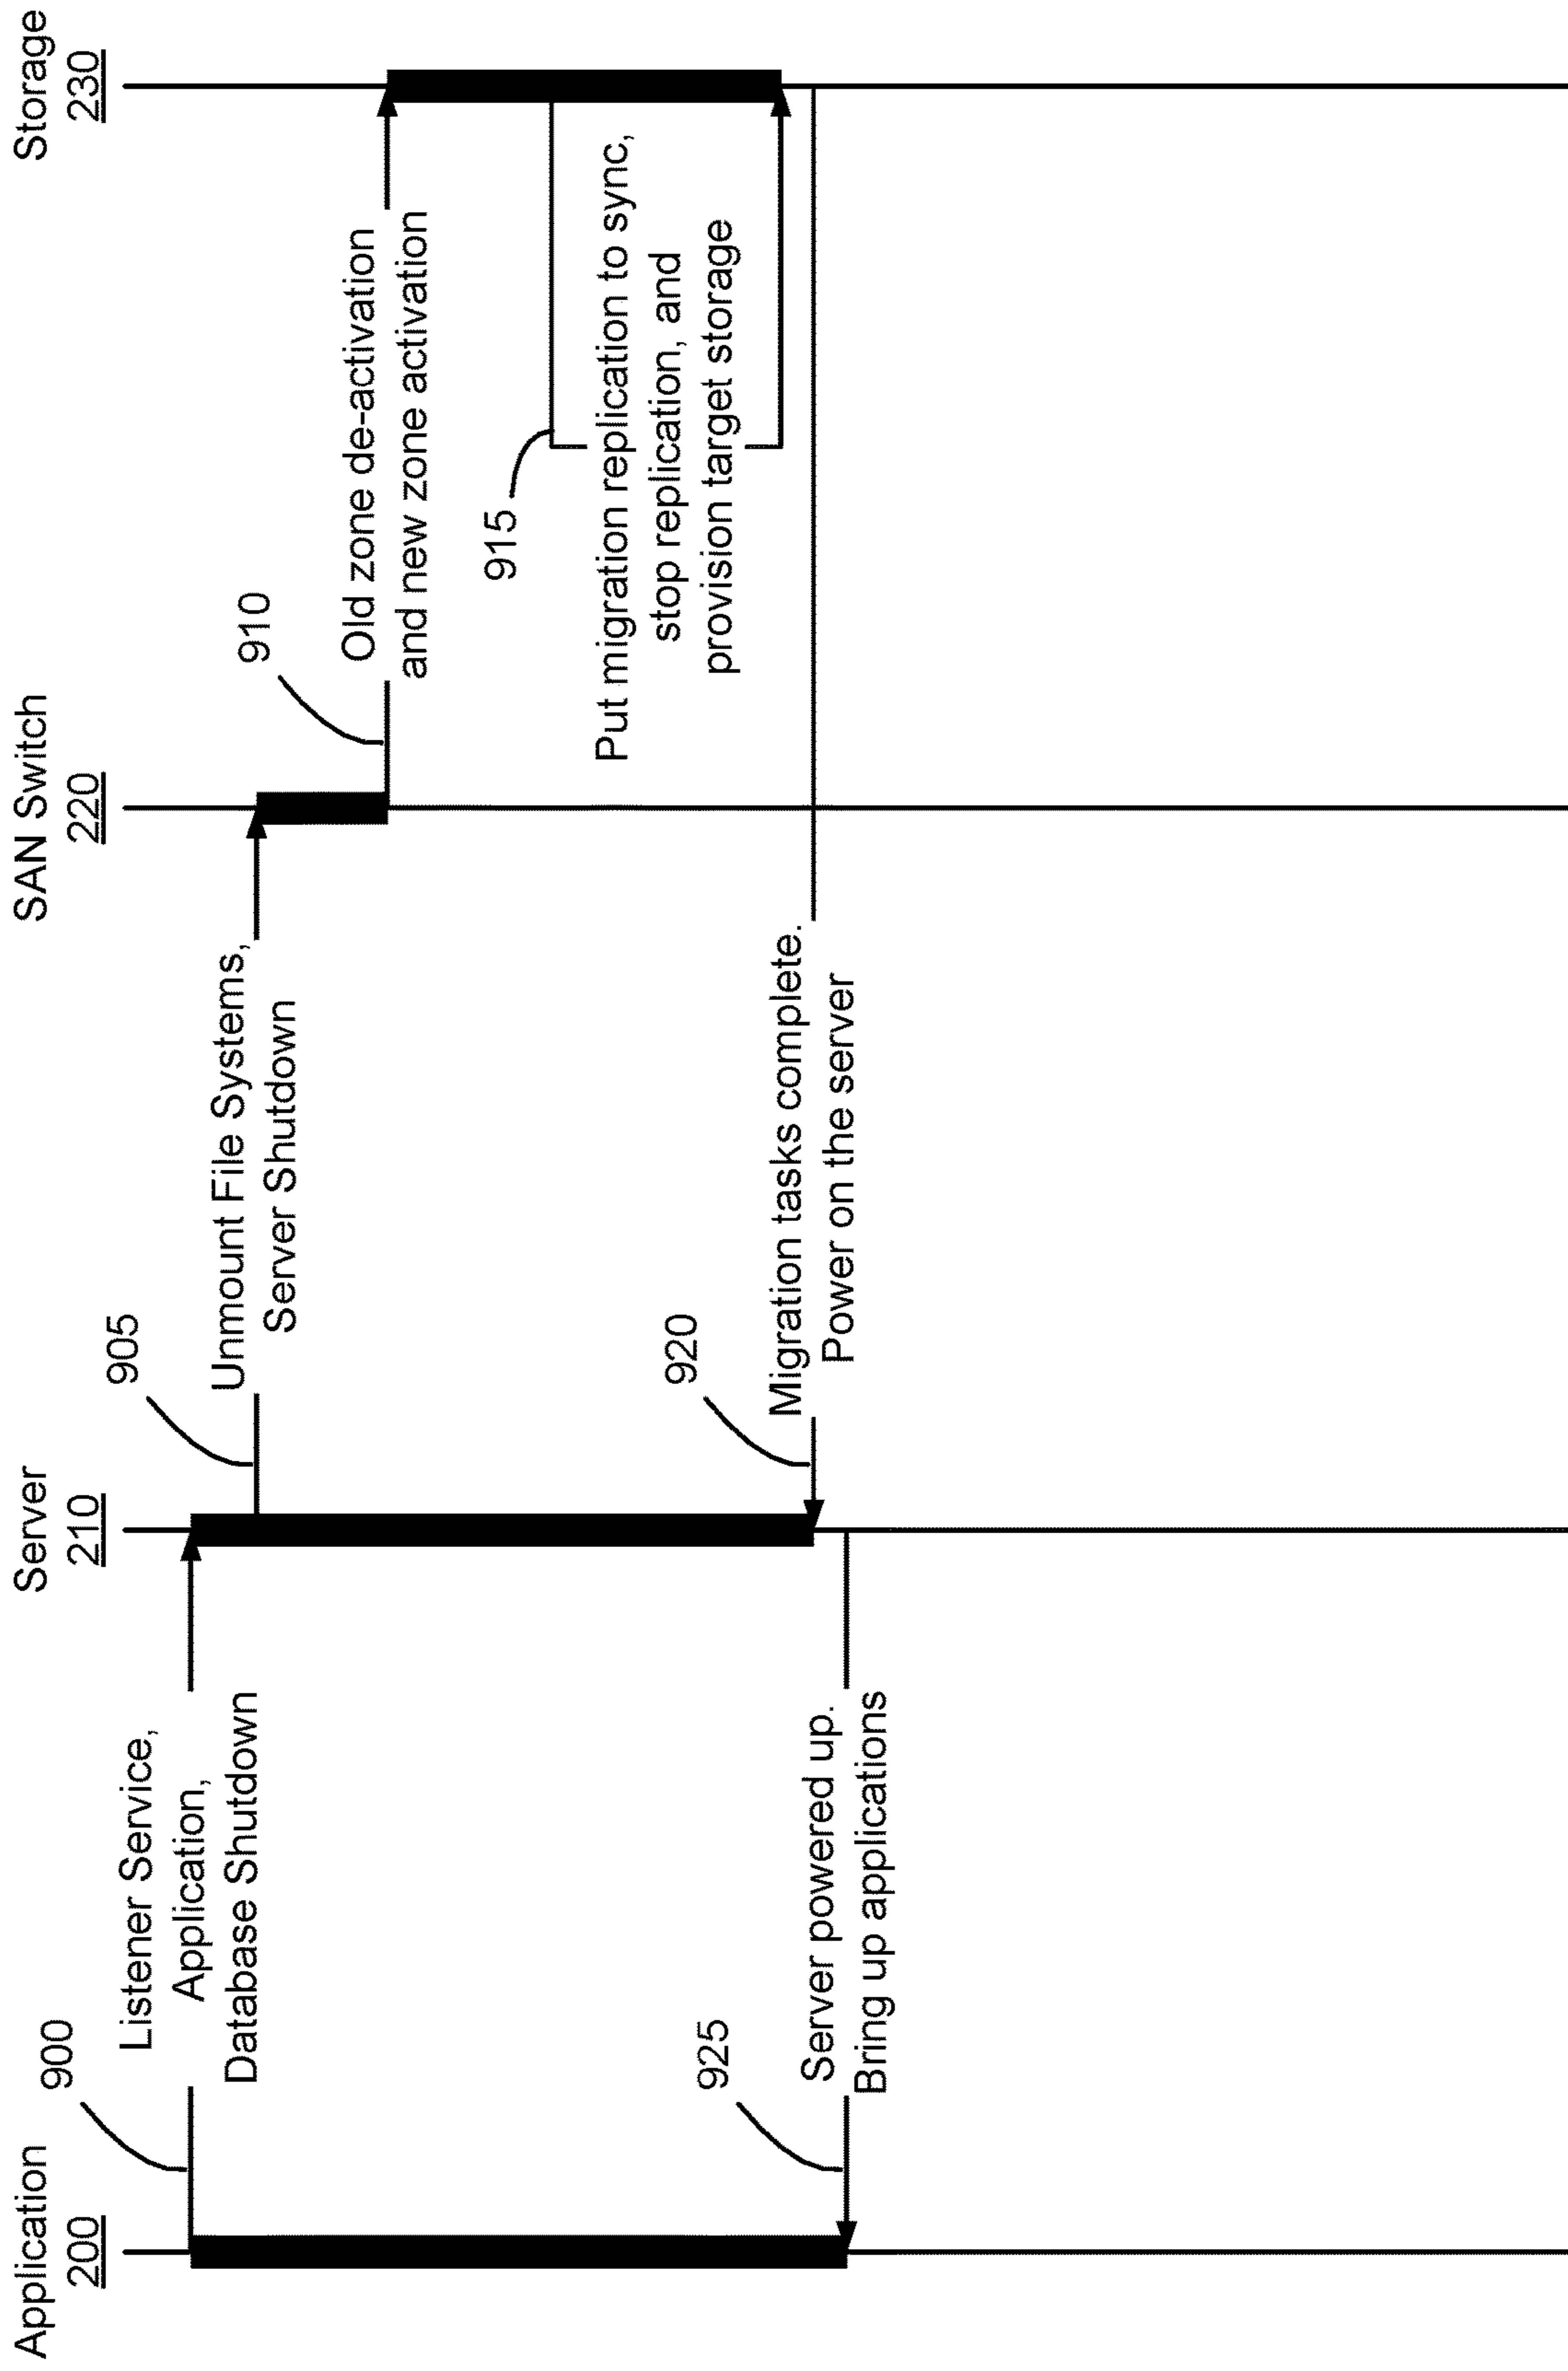 Application
200
Server
210
SAN Switch
220
Storage
230
900
Listener Service,
Application,
Database Shutdown
905
Unmount File Systems,
Server Shutdown
910
Old zone de-activation
and new zone activation
915
Put migration replication to sync,
stop replication, and
provision target storage
920
Migration tasks complete.
Power on the server
925
Server powered up.
Bring up applications